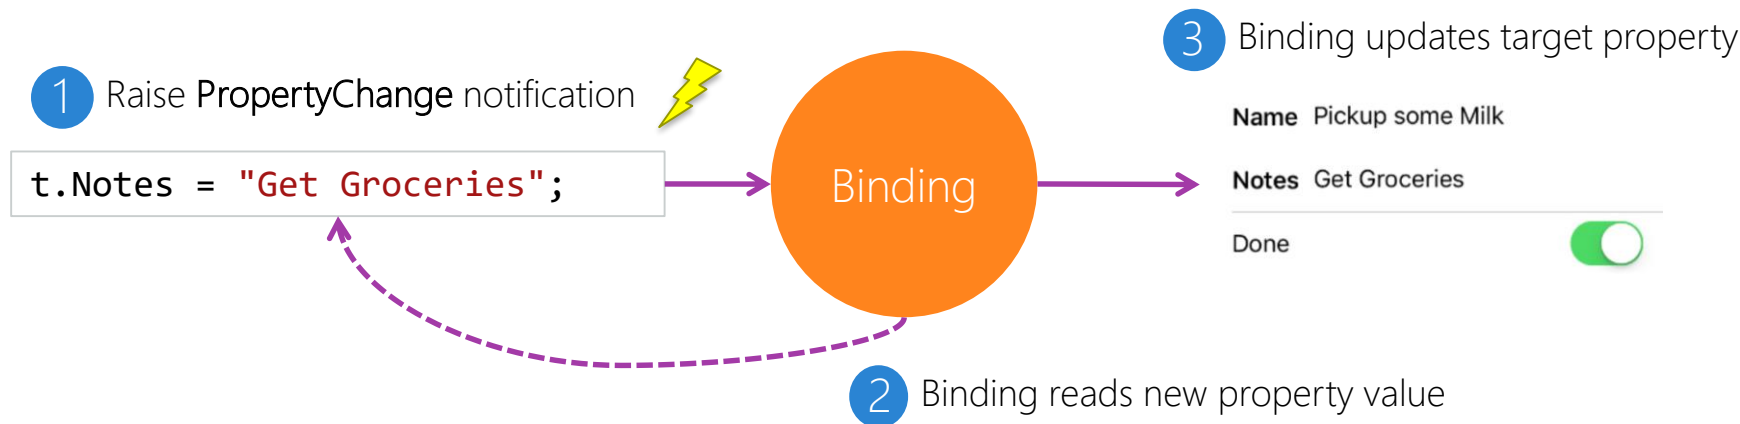 1 Raise PropertyChange notification
t.Notes = "Get Groceries";
Binding
2 Binding reads new property value
3 Binding updates target property
Name Pickup some Milk
Notes Get Groceries
Done